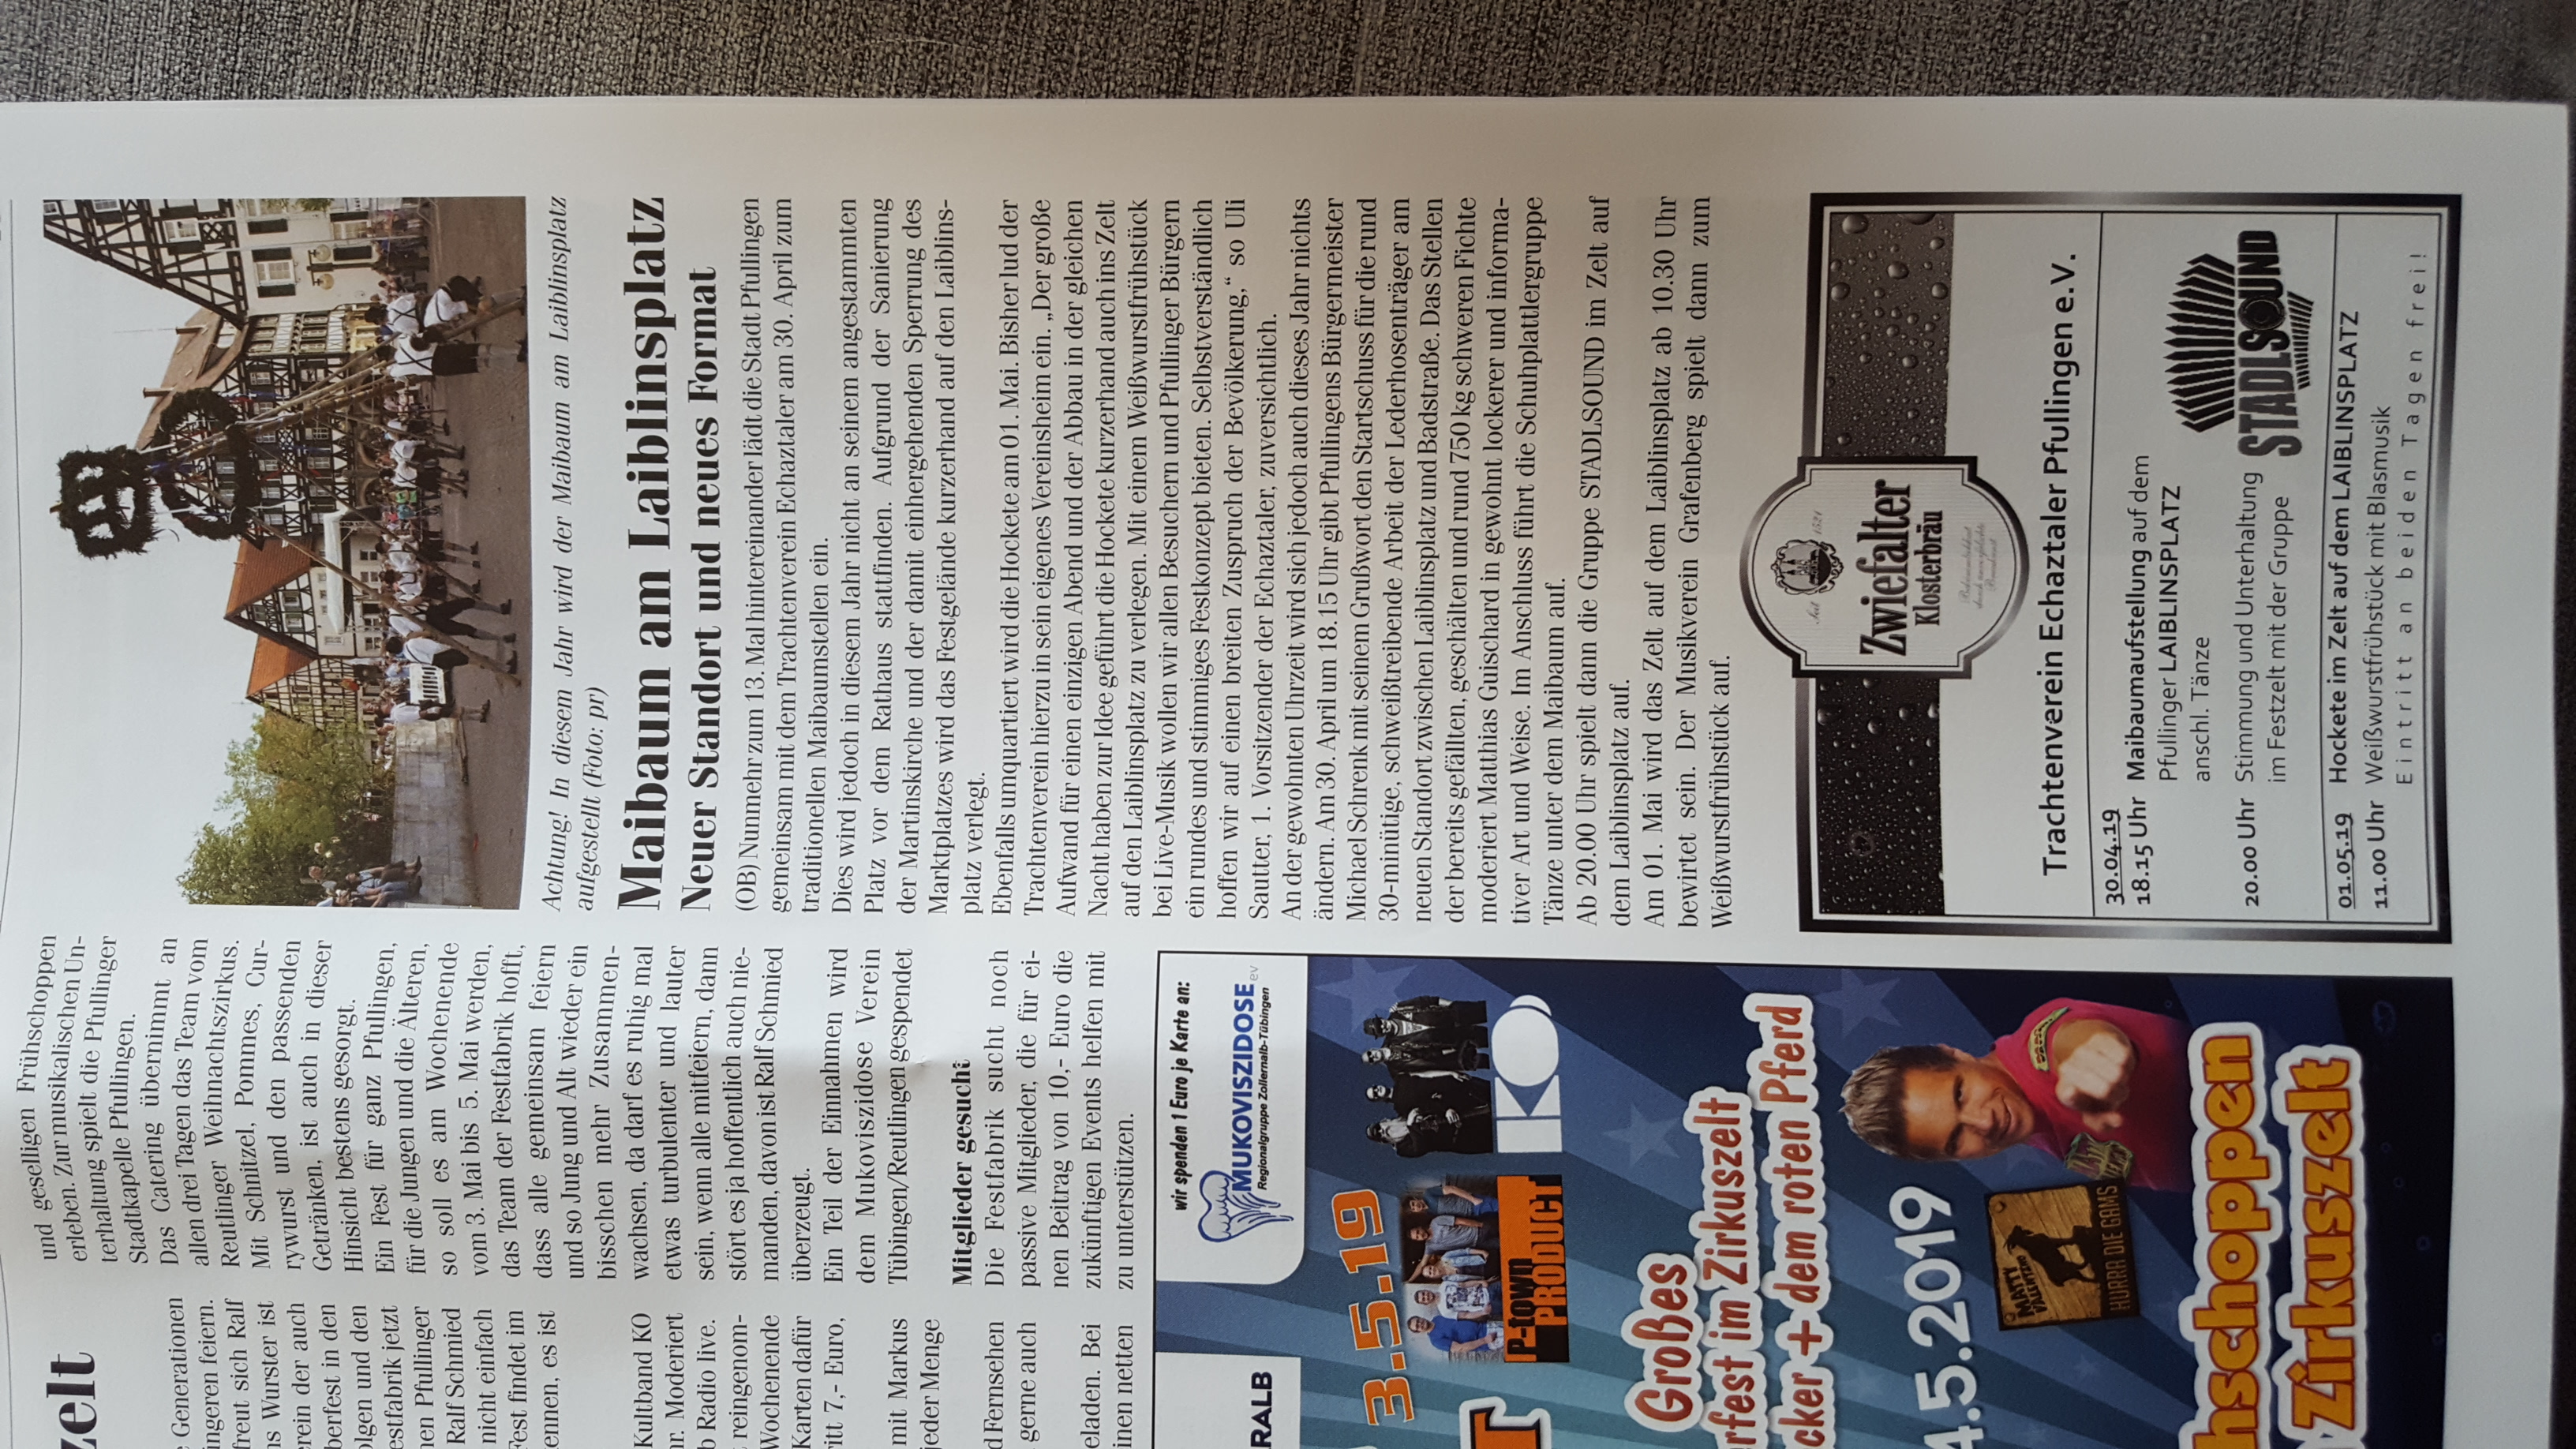 zelt
Generationen
ngeren feiern.
freut sich Ralf
Wurster ist
der auch
in den
und den
jetzt
Pfullinger
Ralf Schmied
nicht einfach
Fest findet im
es ist
Kultband KO
Moderiert
Radio live.
reingenom-
Wochenende
Karten dafür
7,- Euro,
mit Markus
jeder Menge
Fernsehen
gerne auch
Bei
netten
und geselligen Frühschoppen
erleben. Zur musikalischen Un-
terhaltung spielt die Pfullinger
Stadtkapelle Pfullingen.
Das Catering übernimmt an
allen drei Tagen das Team vom
Reutlinger Weihnachtszirkus.
Mit Schnitzel, Pommes, Cur-
rywurst und den passenden
Getränken, ist auch in dieser
Hinsicht bestens gesorgt.
Ein Fest für ganz Pfullingen,
für die Jungen und die Älteren,
so soll es am Wochenende
vom 3. Mai bis 5. Mai werden,
das Team der Festfabrik hofft,
dass alle gemeinsam feiern
und so Jung und Alt wieder ein
bisschen mehr Zusammen-
wachsen, da darf es ruhig mal
etwas turbulenter und lauter
sein, wenn alle mitfeiern, dann
stört es ja hoffentlich auch nie-
manden, davon ist Ralf Schmied
überzeugt.
Ein Teil der Einnahmen wird
dem Mukoviszidose Verein
Tübingen/Reutlingen gespendet
Mitglieder gesucht
Die Festfabrik sucht noch
passive Mitglieder, die für ei-
nen Beitrag von 10,- Euro die
zukünftigen Events helfen mit
zu unterstützen.
RALB
wir spenden 1 Euro je Karte an:
MUKOVISZIDOSE ev
Regionalgruppe Zollernalb-Tübingen
3.5.19
P-town
PRODUCT
KO
Großes
rfest im Zirkuszelt
cker + dem roten Pferd
4.5.2019
MATTY
VALENTINO
HURRA DIE GAMS
hschoppen
Zirkuszelt
Achtung! In diesem Jahr wird der Maibaum am Laiblinsplatz
aufgestellt (Foto: pr)
Maibaum am Laiblinsplatz
Neuer Standort und neues Format
(OB) Nunmehr zum 13. Mal hintereinander lädt die Stadt Pfullingen
gemeinsam mit dem Trachtenverein Echaztaler am 30. April zum
traditionellen Maibaumstellen ein.
Dies wird jedoch in diesem Jahr nicht an seinem angestammten
Platz vor dem Rathaus stattfinden. Aufgrund der Sanierung
der Martinskirche und der damit einhergehenden Sperrung des
Marktplatzes wird das Festgelände kurzerhand auf den Laiblins-
platz verlegt.
Ebenfalls umquartiert wird die Hockete am 01. Mai. Bisher lud der
Trachtenverein hierzu in sein eigenes Vereinsheim ein. „Der große
Aufwand für einen einzigen Abend und der Abbau in der gleichen
Nacht haben zur Idee geführt die Hockete kurzerhand auch ins Zelt
auf den Laiblinsplatz zu verlegen. Mit einem Weißwurstfrühstück
bei Live-Musik wollen wir allen Besuchern und Pfullinger Bürgern
ein rundes und stimmiges Festkonzept bieten. Selbstverständlich
hoffen wir auf einen breiten Zuspruch der Bevölkerung,“ so Uli
Sautter, 1. Vorsitzender der Echaztaler, zuversichtlich.
An der gewohnten Uhrzeit wird sich jedoch auch dieses Jahr nichts
ändern. Am 30. April um 18.15 Uhr gibt Pfullingens Bürgermeister
Michael Schrenk mit seinem Grußwort den Startschuss für die rund
30-minütige, schweißtreibende Arbeit der Lederhosenträger am
neuen Standort zwischen Laiblinsplatz und Badstraße. Das Stellen
der bereits gefällten, geschälten und rund 750 kg schweren Fichte
moderiert Matthias Guischard in gewohnt lockerer und informa-
tiver Art und Weise. Im Anschluss führt die Schuhplattlergruppe
Tänze unter dem Maibaum auf.
Ab 20.00 Uhr spielt dann die Gruppe STADLSOUND im Zelt auf
dem Laiblinsplatz auf.
Am 01. Mai wird das Zelt auf dem Laiblinsplatz ab 10.30 Uhr
bewirtet sein. Der Musikverein Grafenberg spielt dann zum
Weißwurstfrühstück auf.
Seit 1521
Zwiefalter
Klosterbräu
Trachtenverein Echaztaler Pfullingen e.V.
30.04.19
18.15 Uhr Maibaumaufstellung auf dem
Pfullinger LAIBLINSPLATZ
anschl. Tänze
20.00 Uhr Stimmung und Unterhaltung
im Festzelt mit der Gruppe
STADLSOUND
01.05.19 Hockete im Zelt auf dem LAIBLINSPLATZ
11.00 Uhr Weißwurstfrühstück mit Blasmusik
Eintritt an beiden Tagen frei!